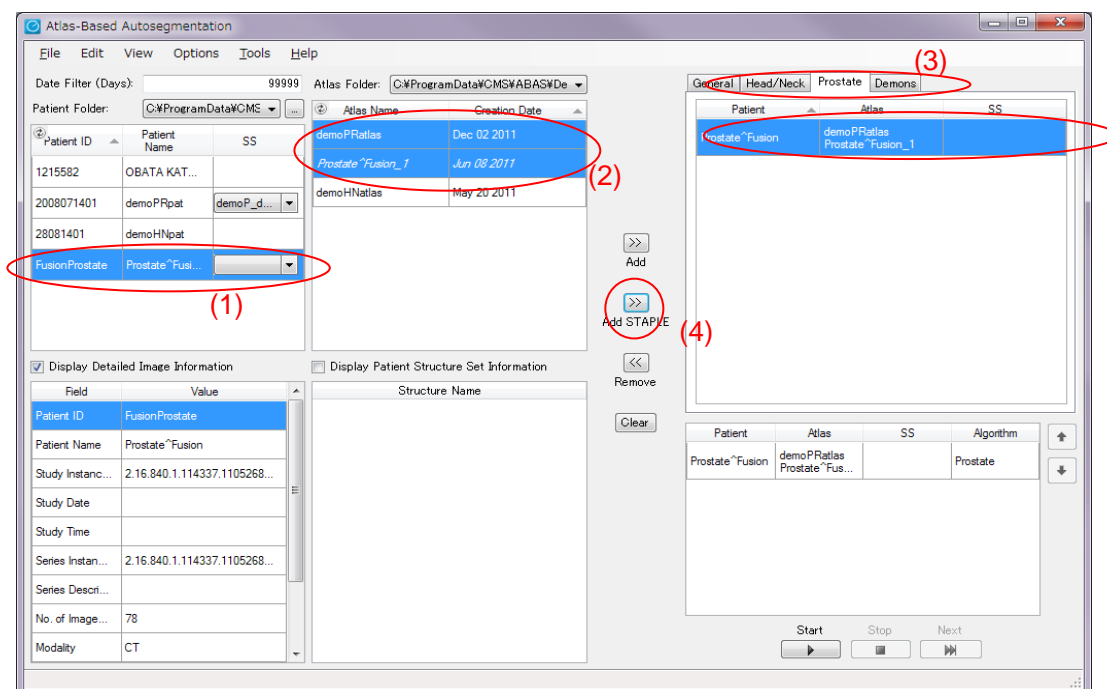 Atlas-Based Autosegmentation
File Edit View Options Tools Help
(3)
Date Filter (Days): 99999
Atlas Folder: C:¥ProgramData¥CMS¥ABAS¥De
General Head/Neck Prostate Demons
Patient Folder: C:¥ProgramData¥CMS ...
Atlas Name Creation Date
Patient Atlas SS
Patient ID Patient Name SS
demoPRatlas Dec 02 2011
Prostate^Fusion demoPRatlas
Prostate^Fusion_1
Prostate^Fusion_1 Jun 08 2011
(2)
1215582 OBATA KAT...
demoHNatlas May 20 2011
2008071401 demoPRpat demoP_d...
28081401 demoHNpat
>>
Add
FusionProstate Prostate^Fusi...
(1)
>>
Add STAPLE
(4)
Display Detailed Image Information
Display Patient Structure Set Information
<<
Remove
Field Value
Structure Name
Clear
Patient ID FusionProstate
Patient Name Prostate^Fusion
Study Instanc... 2.16.840.1.114337.1105268...
Study Date
Study Time
Series Instan... 2.16.840.1.114337.1105268...
Series Descri...
No. of Image... 78
Modality CT
Patient Atlas SS Algorithm
Prostate^Fusion demoPRatlas Prostate
Prostate^Fus...
Start Stop Next